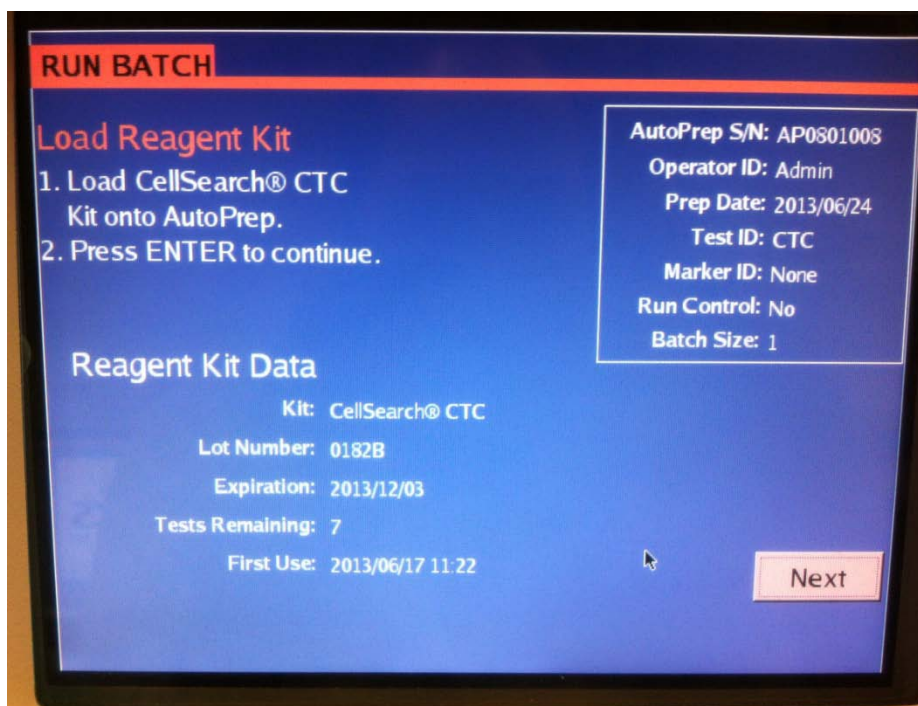 RUN BATCH
Load Reagent Kit
1. Load CellSearch® CTC
Kit onto AutoPrep.
2. Press ENTER to continue.
AutoPrep S/N: AP0801008
Operator ID: Admin
Prep Date: 2013/06/24
Test ID: CTC
Marker ID: None
Run Control: No
Batch Size: 1
Reagent Kit Data
Kit: CellSearch® CTC
Lot Number: 0182B
Expiration: 2013/12/03
Tests Remaining: 7
First Use: 2013/06/17 11:22
Next